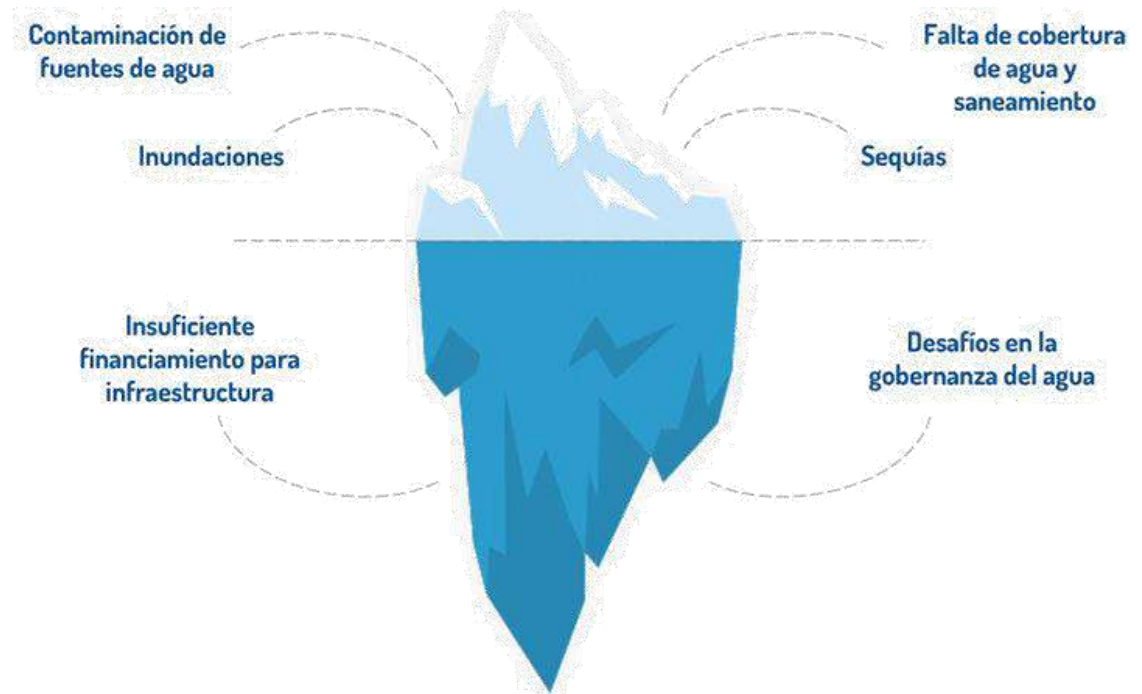 Contaminación de
fuentes de agua
Falta de cobertura
de agua y
saneamiento
Inundaciones
Sequías
Insuficiente
financiamiento para
infraestructura
Desafíos en la
gobernanza del agua